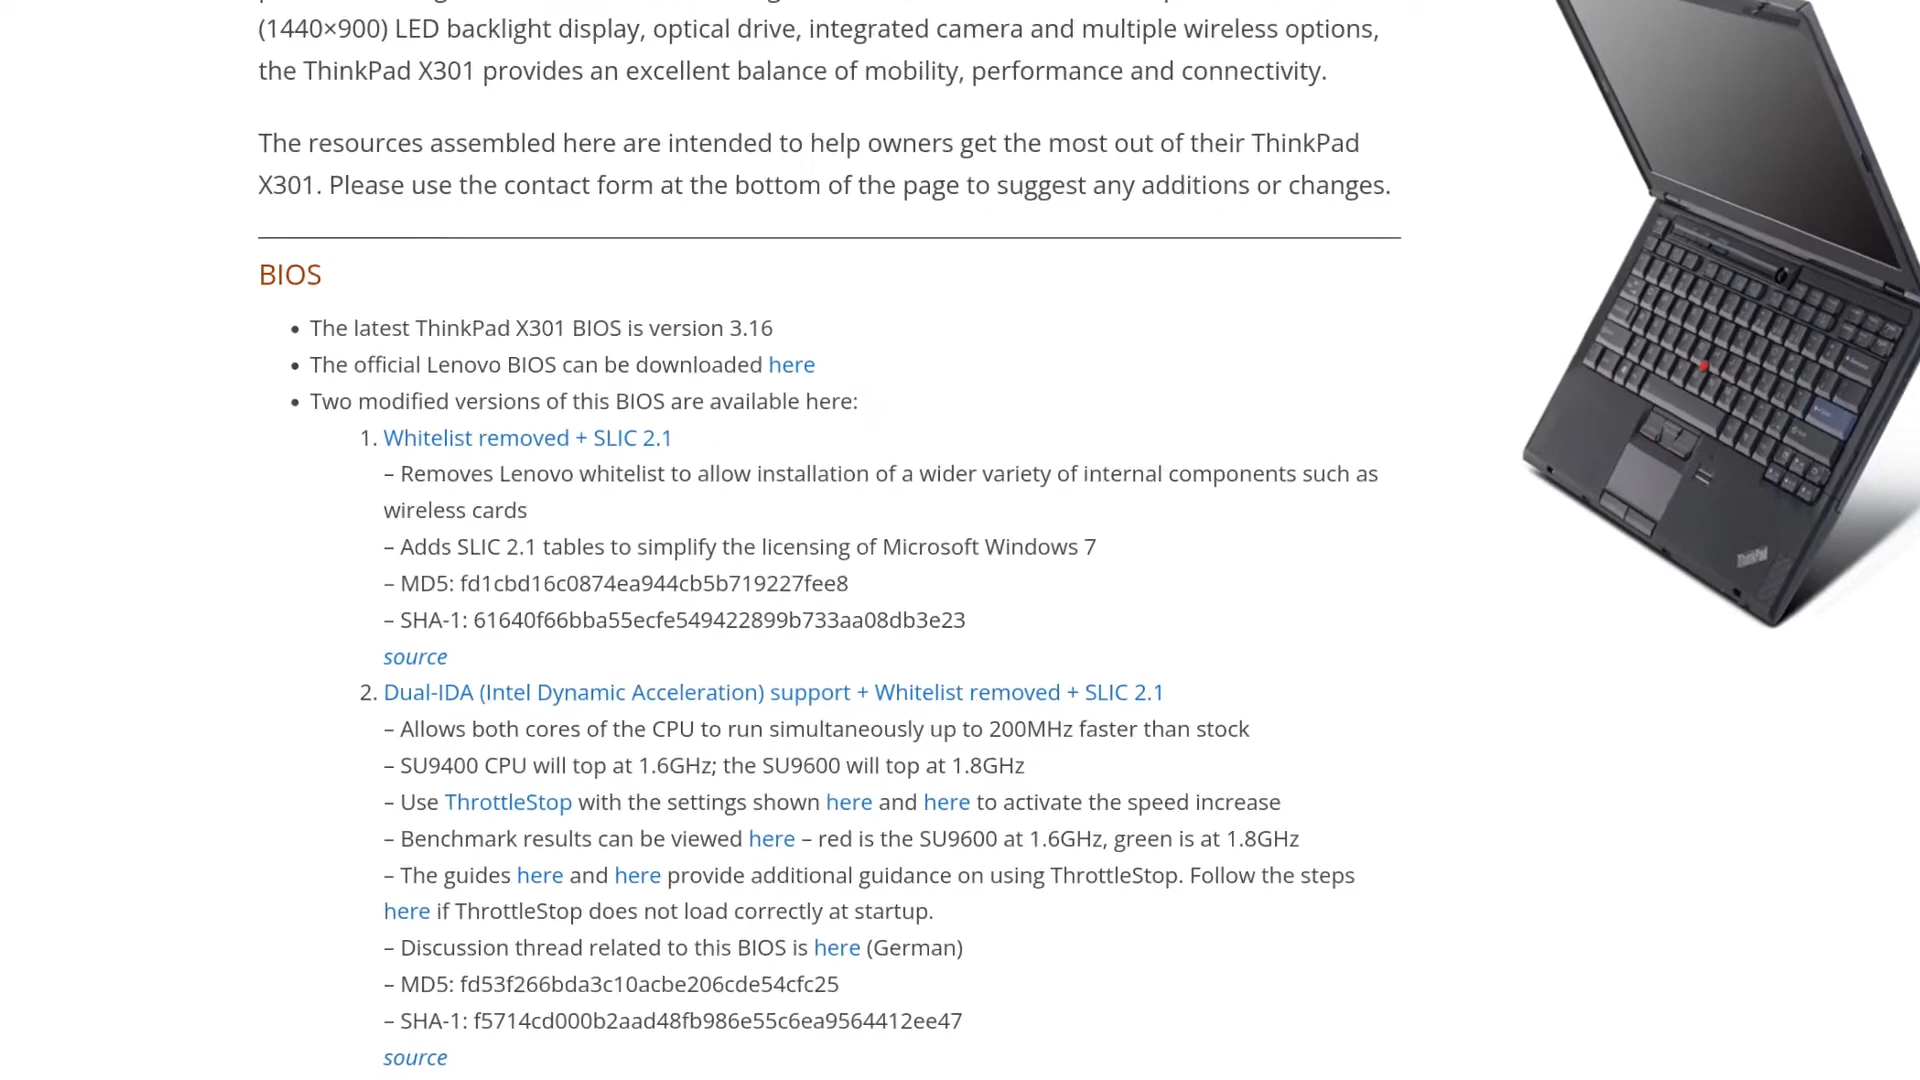 (1440×900) LED backlight display, optical drive, integrated camera and multiple wireless options,
the ThinkPad X301 provides an excellent balance of mobility, performance and connectivity.
The resources assembled here are intended to help owners get the most out of their ThinkPad
X301. Please use the contact form at the bottom of the page to suggest any additions or changes.
BIOS
• The latest ThinkPad X301 BIOS is version 3.16
• The official Lenovo BIOS can be downloaded here
• Two modified versions of this BIOS are available here:
1. Whitelist removed + SLIC 2.1
– Removes Lenovo whitelist to allow installation of a wider variety of internal components such as
wireless cards
– Adds SLIC 2.1 tables to simplify the licensing of Microsoft Windows 7
– MD5: fd1cbd16c0874ea944cb5b719227fee8
– SHA-1: 61640f66bba55ecfe549422899b733aa08db3e23
source
2. Dual-IDA (Intel Dynamic Acceleration) support + Whitelist removed + SLIC 2.1
– Allows both cores of the CPU to run simultaneously up to 200MHz faster than stock
– SU9400 CPU will top at 1.6GHz; the SU9600 will top at 1.8GHz
– Use ThrottleStop with the settings shown here and here to activate the speed increase
– Benchmark results can be viewed here – red is the SU9600 at 1.6GHz, green is at 1.8GHz
– The guides here and here provide additional guidance on using ThrottleStop. Follow the steps
here if ThrottleStop does not load correctly at startup.
– Discussion thread related to this BIOS is here (German)
– MD5: fd53f266bda3c10acbe206cde54cfc25
– SHA-1: f5714cd000b2aad48fb986e55c6ea9564412ee47
source
ThinkPad